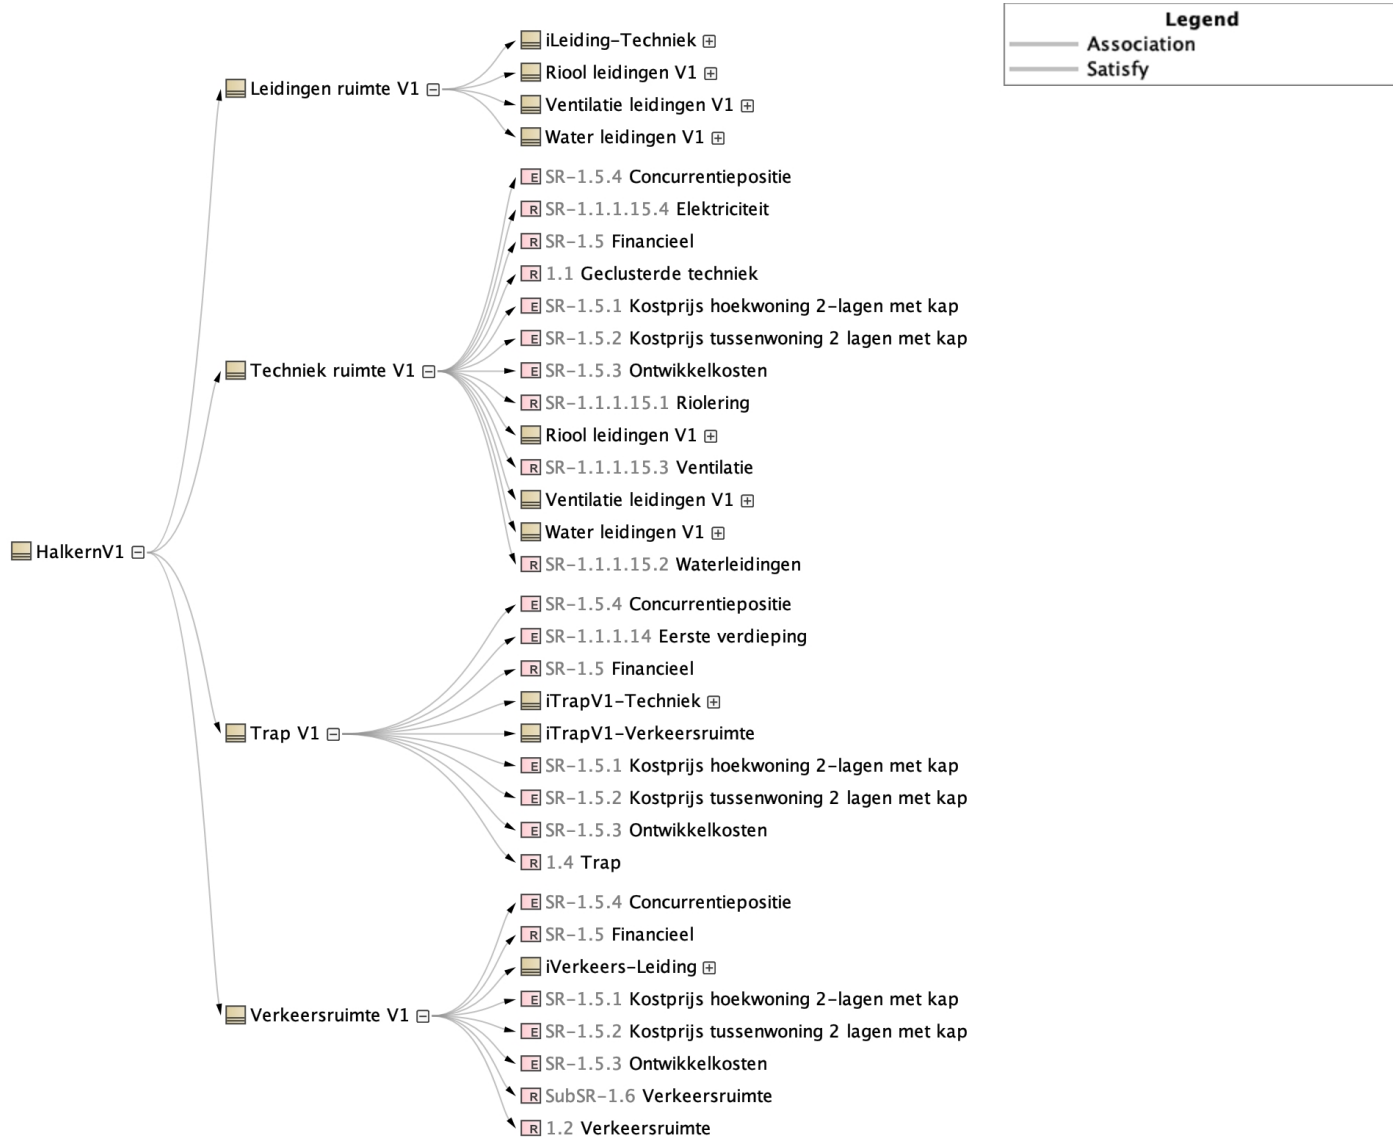 Legend
Association
Satisfy
HalkernV1
Leidingen ruimte V1
iLeiding-Techniek
Riool leidingen V1
Ventilatie leidingen V1
Water leidingen V1
Techniek ruimte V1
E SR-1.5.4 Concurrentiepositie
R SR-1.1.1.15.4 Elektriciteit
R SR-1.5 Financieel
R 1.1 Geclusterde techniek
E SR-1.5.1 Kostprijs hoekwoning 2-lagen met kap
E SR-1.5.2 Kostprijs tussenwoning 2 lagen met kap
E SR-1.5.3 Ontwikkelkosten
R SR-1.1.1.15.1 Riolering
Riool leidingen V1
R SR-1.1.1.15.3 Ventilatie
Ventilatie leidingen V1
Water leidingen V1
R SR-1.1.1.15.2 Waterleidingen
Trap V1
E SR-1.5.4 Concurrentiepositie
E SR-1.1.1.14 Eerste verdieping
R SR-1.5 Financieel
iTrapV1-Techniek
iTrapV1-Verkeersruimte
E SR-1.5.1 Kostprijs hoekwoning 2-lagen met kap
E SR-1.5.2 Kostprijs tussenwoning 2 lagen met kap
E SR-1.5.3 Ontwikkelkosten
R 1.4 Trap
Verkeersruimte V1
E SR-1.5.4 Concurrentiepositie
R SR-1.5 Financieel
iVerkeers-Leiding
E SR-1.5.1 Kostprijs hoekwoning 2-lagen met kap
E SR-1.5.2 Kostprijs tussenwoning 2 lagen met kap
E SR-1.5.3 Ontwikkelkosten
R SubSR-1.6 Verkeersruimte
R 1.2 Verkeersruimte